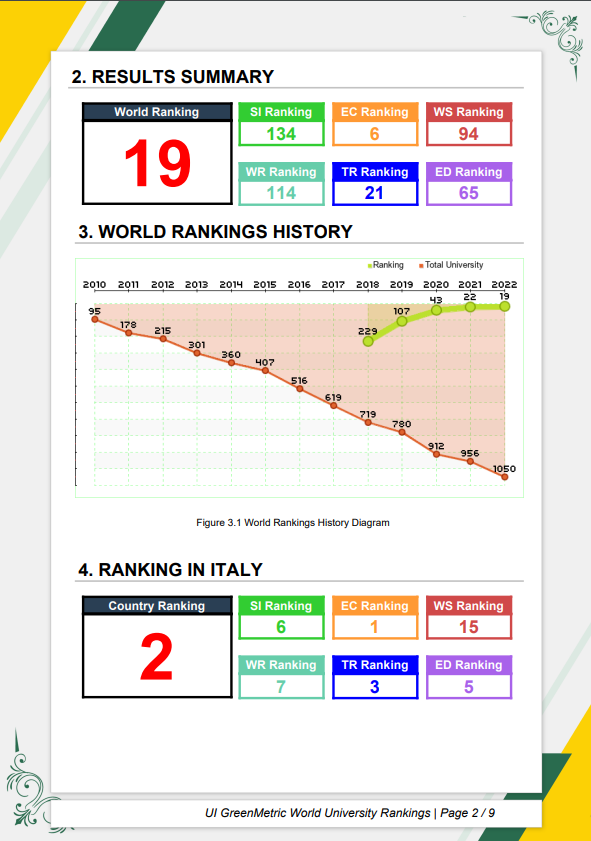 2. RESULTS SUMMARY
World Ranking
19
SI Ranking
134
EC Ranking
6
WS Ranking
94
WR Ranking
114
TR Ranking
21
ED Ranking
65
3. WORLD RANKINGS HISTORY
Ranking Total University
2010 2011 2012 2013 2014 2015 2016 2017 2018 2019 2020 2021 2022
229 107 43 22 19
95 178 215 301 360 407 516 619 719 780 912 956 1050
Figure 3.1 World Rankings History Diagram
4. RANKING IN ITALY
Country Ranking
2
SI Ranking
6
EC Ranking
1
WS Ranking
15
WR Ranking
7
TR Ranking
3
ED Ranking
5
UI GreenMetric World University Rankings | Page 2 / 9